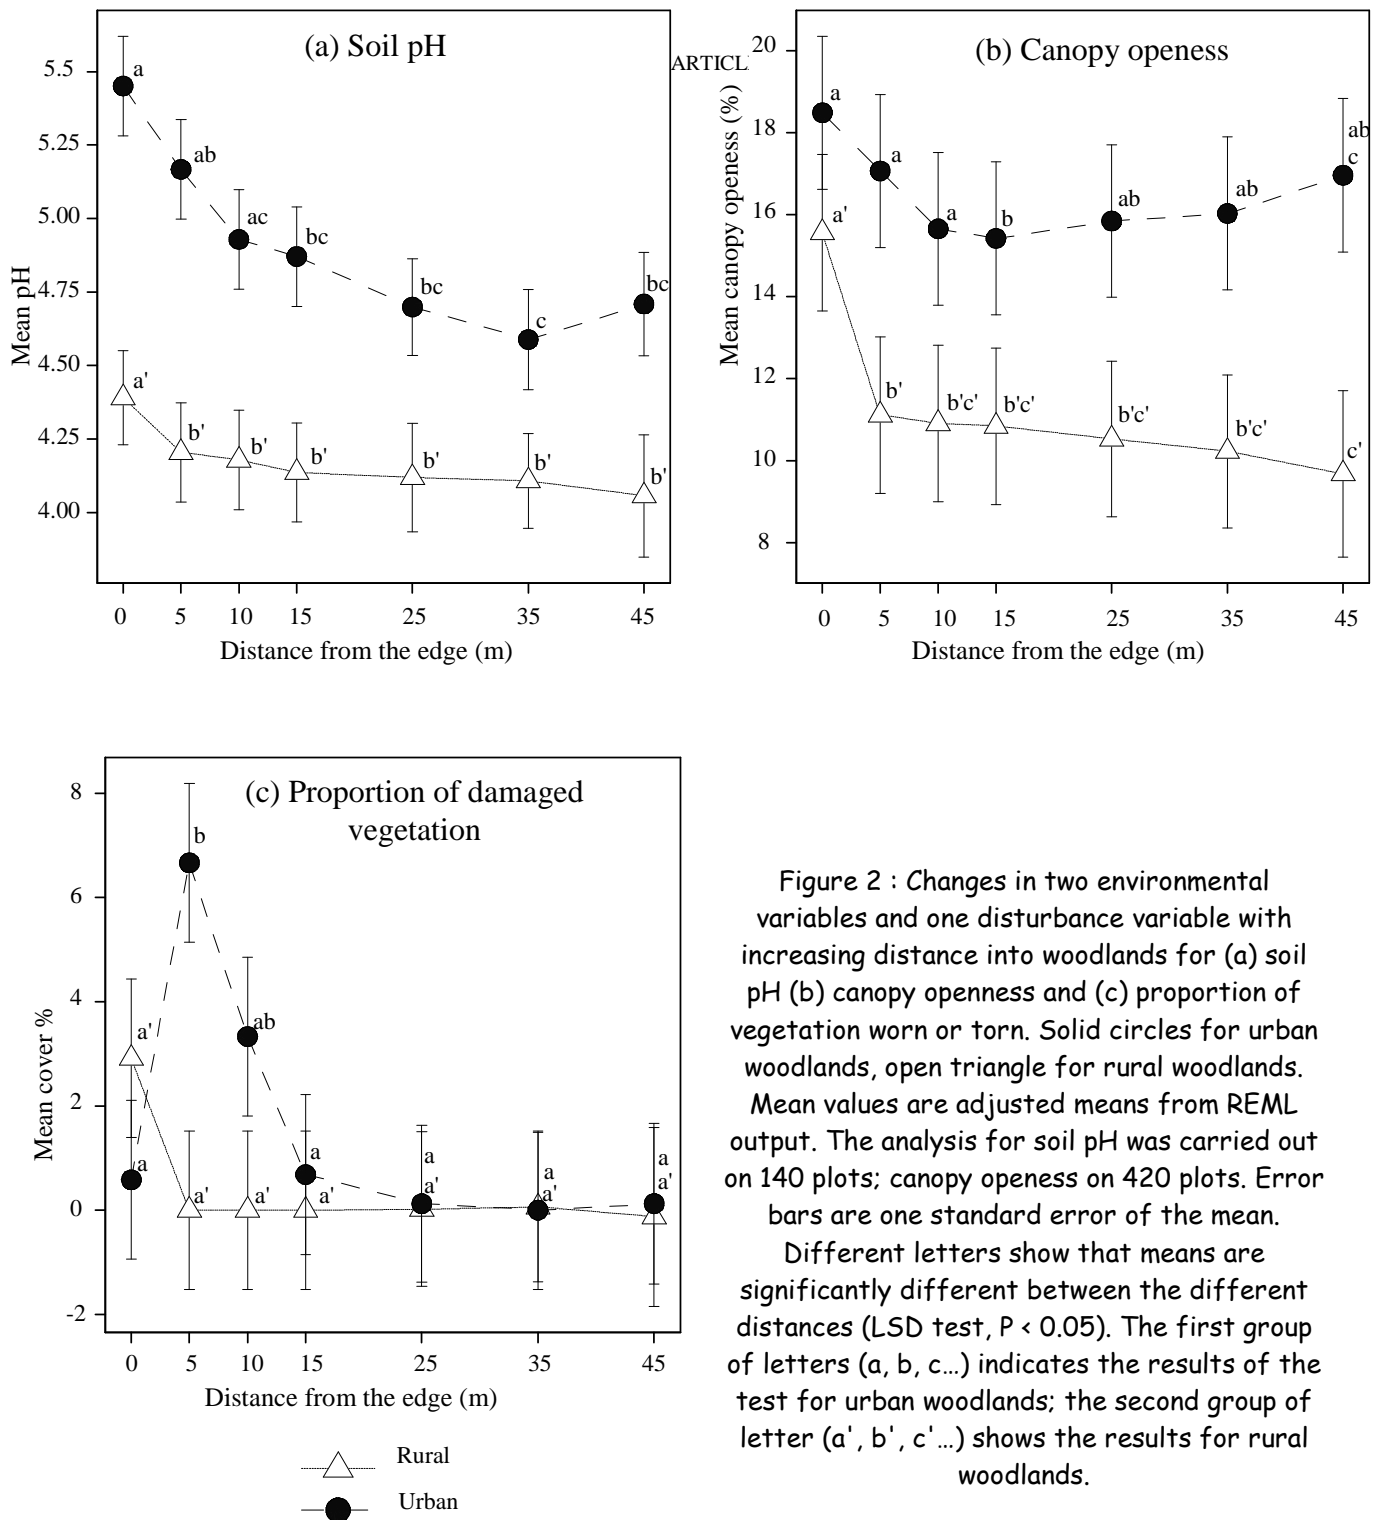 (a) Soil pH
5.5
5.25
5.00
4.75
4.50
4.25
4.00
Mean pH
a
ab
ac
bc
bc
c
bc
a'
b'
b'
b'
b'
b'
b'
0 5 10 15 25 35 45
Distance from the edge (m)
ARTICL
(b) Canopy openess
20
18
16
14
12
10
8
Mean canopy openess (%)
a
a
a
b
ab
ab
ab
c
a'
b'
b'c'
b'c'
b'c'
b'c'
c'
0 5 10 15 25 35 45
Distance from the edge (m)
(c) Proportion of damaged
vegetation
8
6
4
2
0
-2
Mean cover %
a'
a
b
ab
a
a
a
a
a'
a'
a'
a'
a'
a'
0 5 10 15 25 35 45
Distance from the edge (m)
Rural
Urban
Figure 2 : Changes in two environmental
variables and one disturbance variable with
increasing distance into woodlands for (a) soil
pH (b) canopy openness and (c) proportion of
vegetation worn or torn. Solid circles for urban
woodlands, open triangle for rural woodlands.
Mean values are adjusted means from REML
output. The analysis for soil pH was carried out
on 140 plots; canopy openess on 420 plots. Error
bars are one standard error of the mean.
Different letters show that means are
significantly different between the different
distances (LSD test, P < 0.05). The first group
of letters (a, b, c...) indicates the results of the
test for urban woodlands; the second group of
letter (a', b', c'...) shows the results for rural
woodlands.